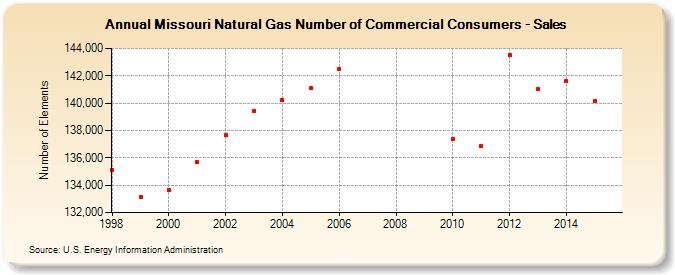 Annual Missouri Natural Gas Number of Commercial Consumers - Sales
Number of Elements
144,000
142,000
140,000
138,000
136,000
134,000
132,000
1998 2000 2002 2004 2006 2008 2010 2012 2014
Source: U.S. Energy Information Administration